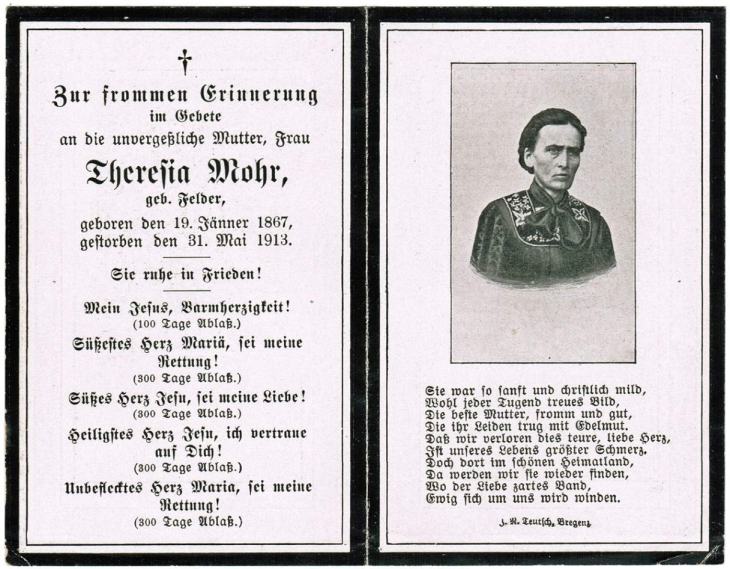 Zur frommen Erinnerung
im Gebete
an die unvergeßliche Mutter, Frau
Theresia Mohr,
geb. Felder,
geboren den 19. Jänner 1867,
gestorben den 31. Mai 1913.
Sie ruhe in Frieden!
Mein Jesus, Barmherzigkeit!
(100 Tage Ablaß.)
Süßestes Herz Mariä, sei meine
Rettung!
(300 Tage Ablaß.)
Süßes Herz Jesu, sei meine Liebe!
(300 Tage Ablaß.)
Heiligstes Herz Jesu, ich vertraue
auf Dich!
(300 Tage Ablaß.)
Unbeflecktes Herz Maria, sei meine
Rettung!
(300 Tage Ablaß.)
Sie war so sanft und christlich mild,
Wohl jeder Tugend treues Bild,
Die beste Mutter, fromm und gut,
Die ihr Leiden trug mit Edelmut.
Daß wir verloren dies teure, liebe Herz,
Ist unseres Lebens größter Schmerz.
Doch dort im schönen Heimatland,
Da werden wir sie wieder finden,
Wo der Liebe zartes Band,
Ewig sich um uns wird winden.
J. N. Teutsch, Bregenz